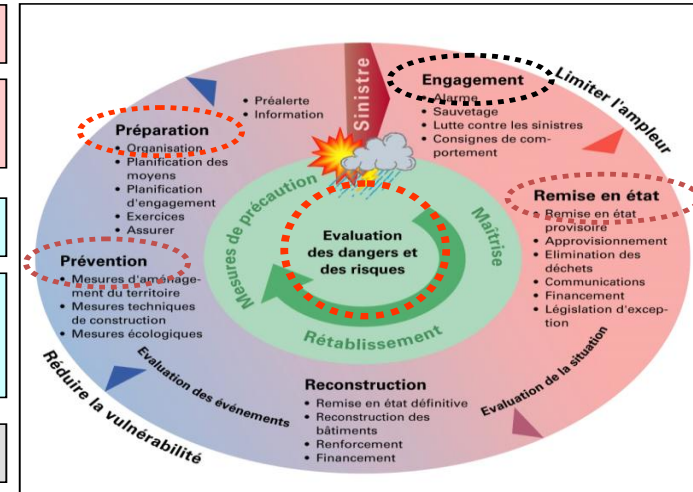 Sinistre
Engagement
• Alarme
• Sauvetage
• Lutte contre les sinistres
• Consignes de com-
portement
Limiter l'ampleur
Remise en état
• Remise en état
provisoire
• Approvisionnement
• Elimination des
déchets
• Communications
• Financement
• Législation d'excep-
tion
Evaluation de la situation
Reconstruction
• Remise en état définitive
• Reconstruction des
bâtiments
• Renforcement
• Financement
Evaluation des événements
Réduire la vulnérabilité
Prévention
• Mesures d'aménage-
ment du territoire
• Mesures techniques
de construction
• Mesures écologiques
Préparation
• Organisation
• Planification des
moyens
• Planification
d'engagement
• Exercices
• Assurer
• Préalerte
• Information
Mesures de précaution
Maîtrise
Rétablissement
Evaluation
des dangers et
des risques